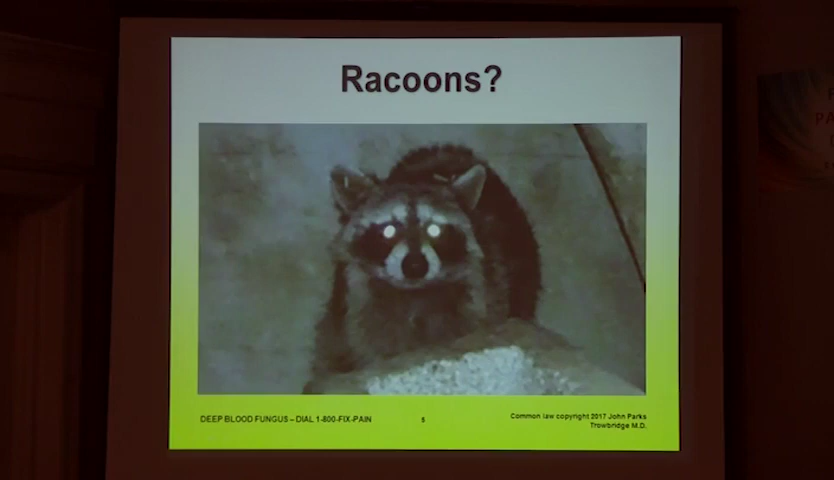 Racoons?
DEEP BLOOD FUNGUS – DIAL 1-800-FIX-PAIN
5
Common law copyright 2017 John Parks
Trowbridge M.D.